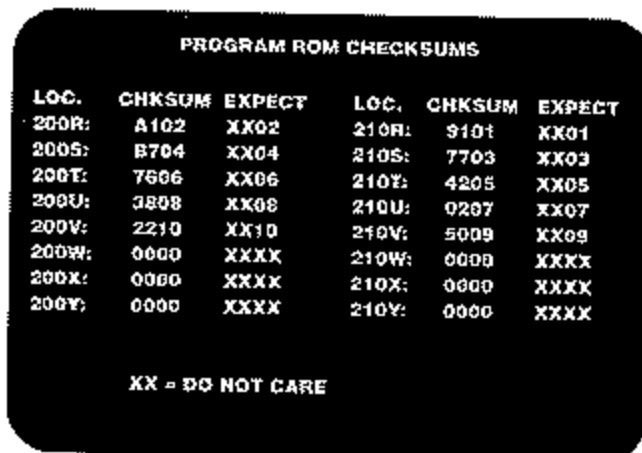 PROGRAM ROM CHECKSUMS
LOC. CHKSUM EXPECT LOC. CHKSUM EXPECT
200R: A102 XX02 210R: 9101 XX01
200S: B704 XX04 210S: 7703 XX03
200T: 7606 XX06 210T: 4205 XX05
200U: 3808 XX08 210U: 0207 XX07
200V: 2210 XX10 210V: 5009 XX09
200W: 0000 XXXX 210W: 0000 XXXX
200X: 0000 XXXX 210X: 0000 XXXX
200Y: 0000 XXXX 210Y: 0000 XXXX
XX = DO NOT CARE